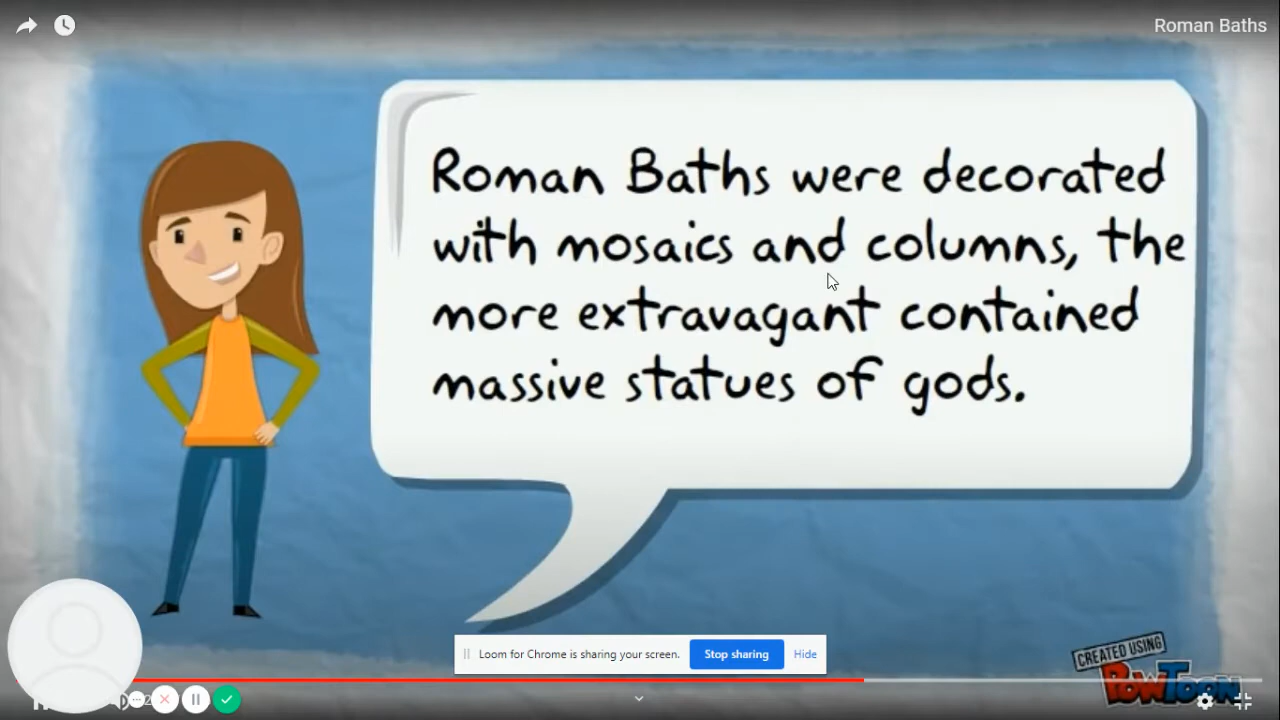 Roman Baths
Roman Baths were decorated
with mosaics and columns, the
more extravagant contained
massive statues of gods.
Loom for Chrome is sharing your screen.
Stop sharing
Hide
CREATED USING
POWTOON